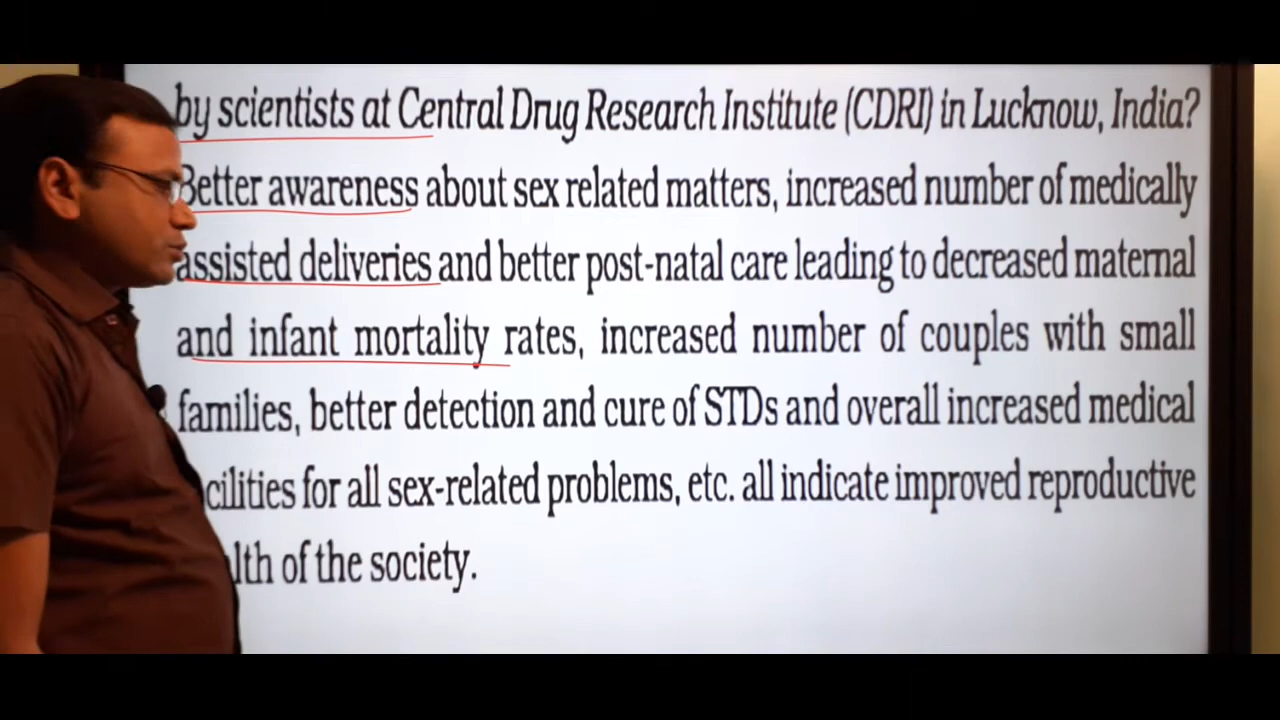 by scientists at Central Drug Research Institute (CDRI) in Lucknow, India?
Better awareness about sex related matters, increased number of medically
assisted deliveries and better post-natal care leading to decreased maternal
and infant mortality rates, increased number of couples with small
families, better detection and cure of STDs and overall increased medical
cilities for all sex-related problems, etc. all indicate improved reproductive
lth of the society.